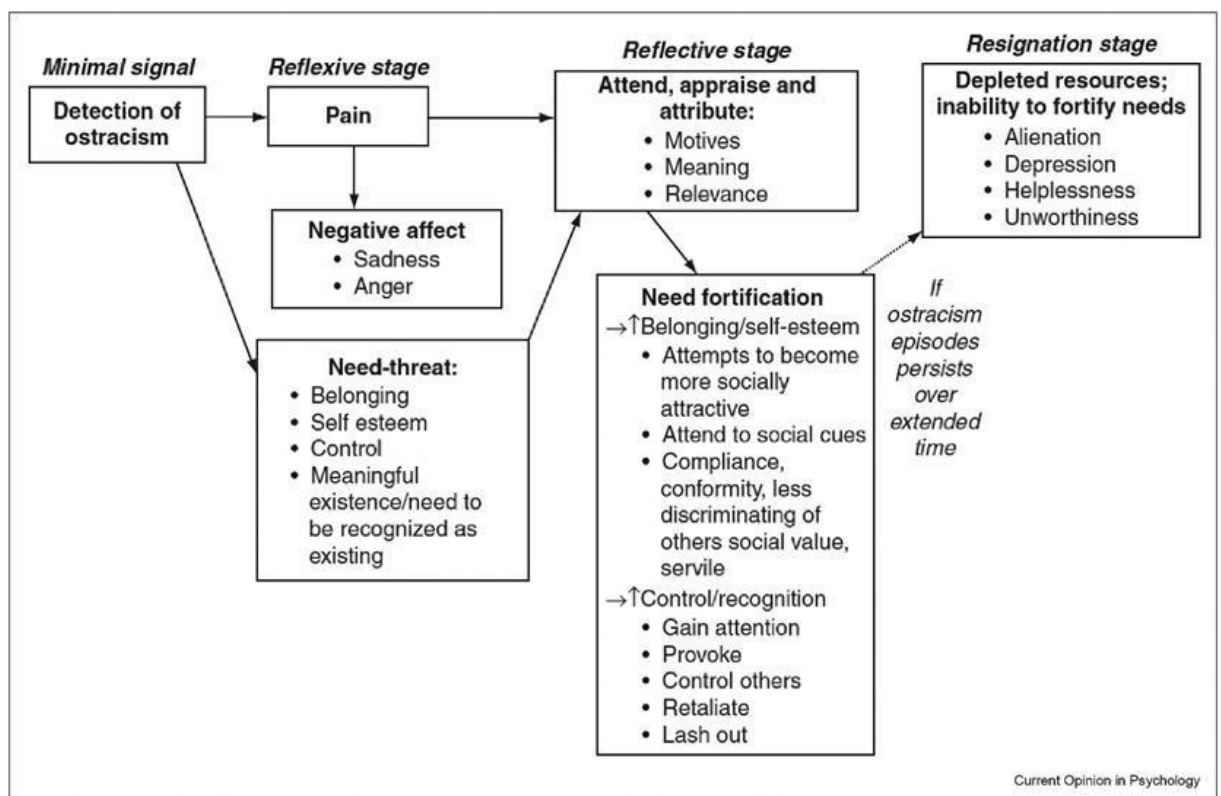 Minimal signal
Detection of
ostracism
Reflexive stage
Pain
Negative affect
• Sadness
• Anger
Need-threat:
• Belonging
• Self esteem
• Control
• Meaningful
existence/need to
be recognized as
existing
Reflective stage
Attend, appraise and
attribute:
• Motives
• Meaning
• Relevance
Need fortification
→↑Belonging/self-esteem
• Attempts to become
more socially
attractive
• Attend to social cues
• Compliance,
conformity, less
discriminating of
others social value,
servile
→↑Control/recognition
• Gain attention
• Provoke
• Control others
• Retaliate
• Lash out
If
ostracism
episodes
persists
over
extended
time
Resignation stage
Depleted resources;
inability to fortify needs
• Alienation
• Depression
• Helplessness
• Unworthiness
Current Opinion in Psychology